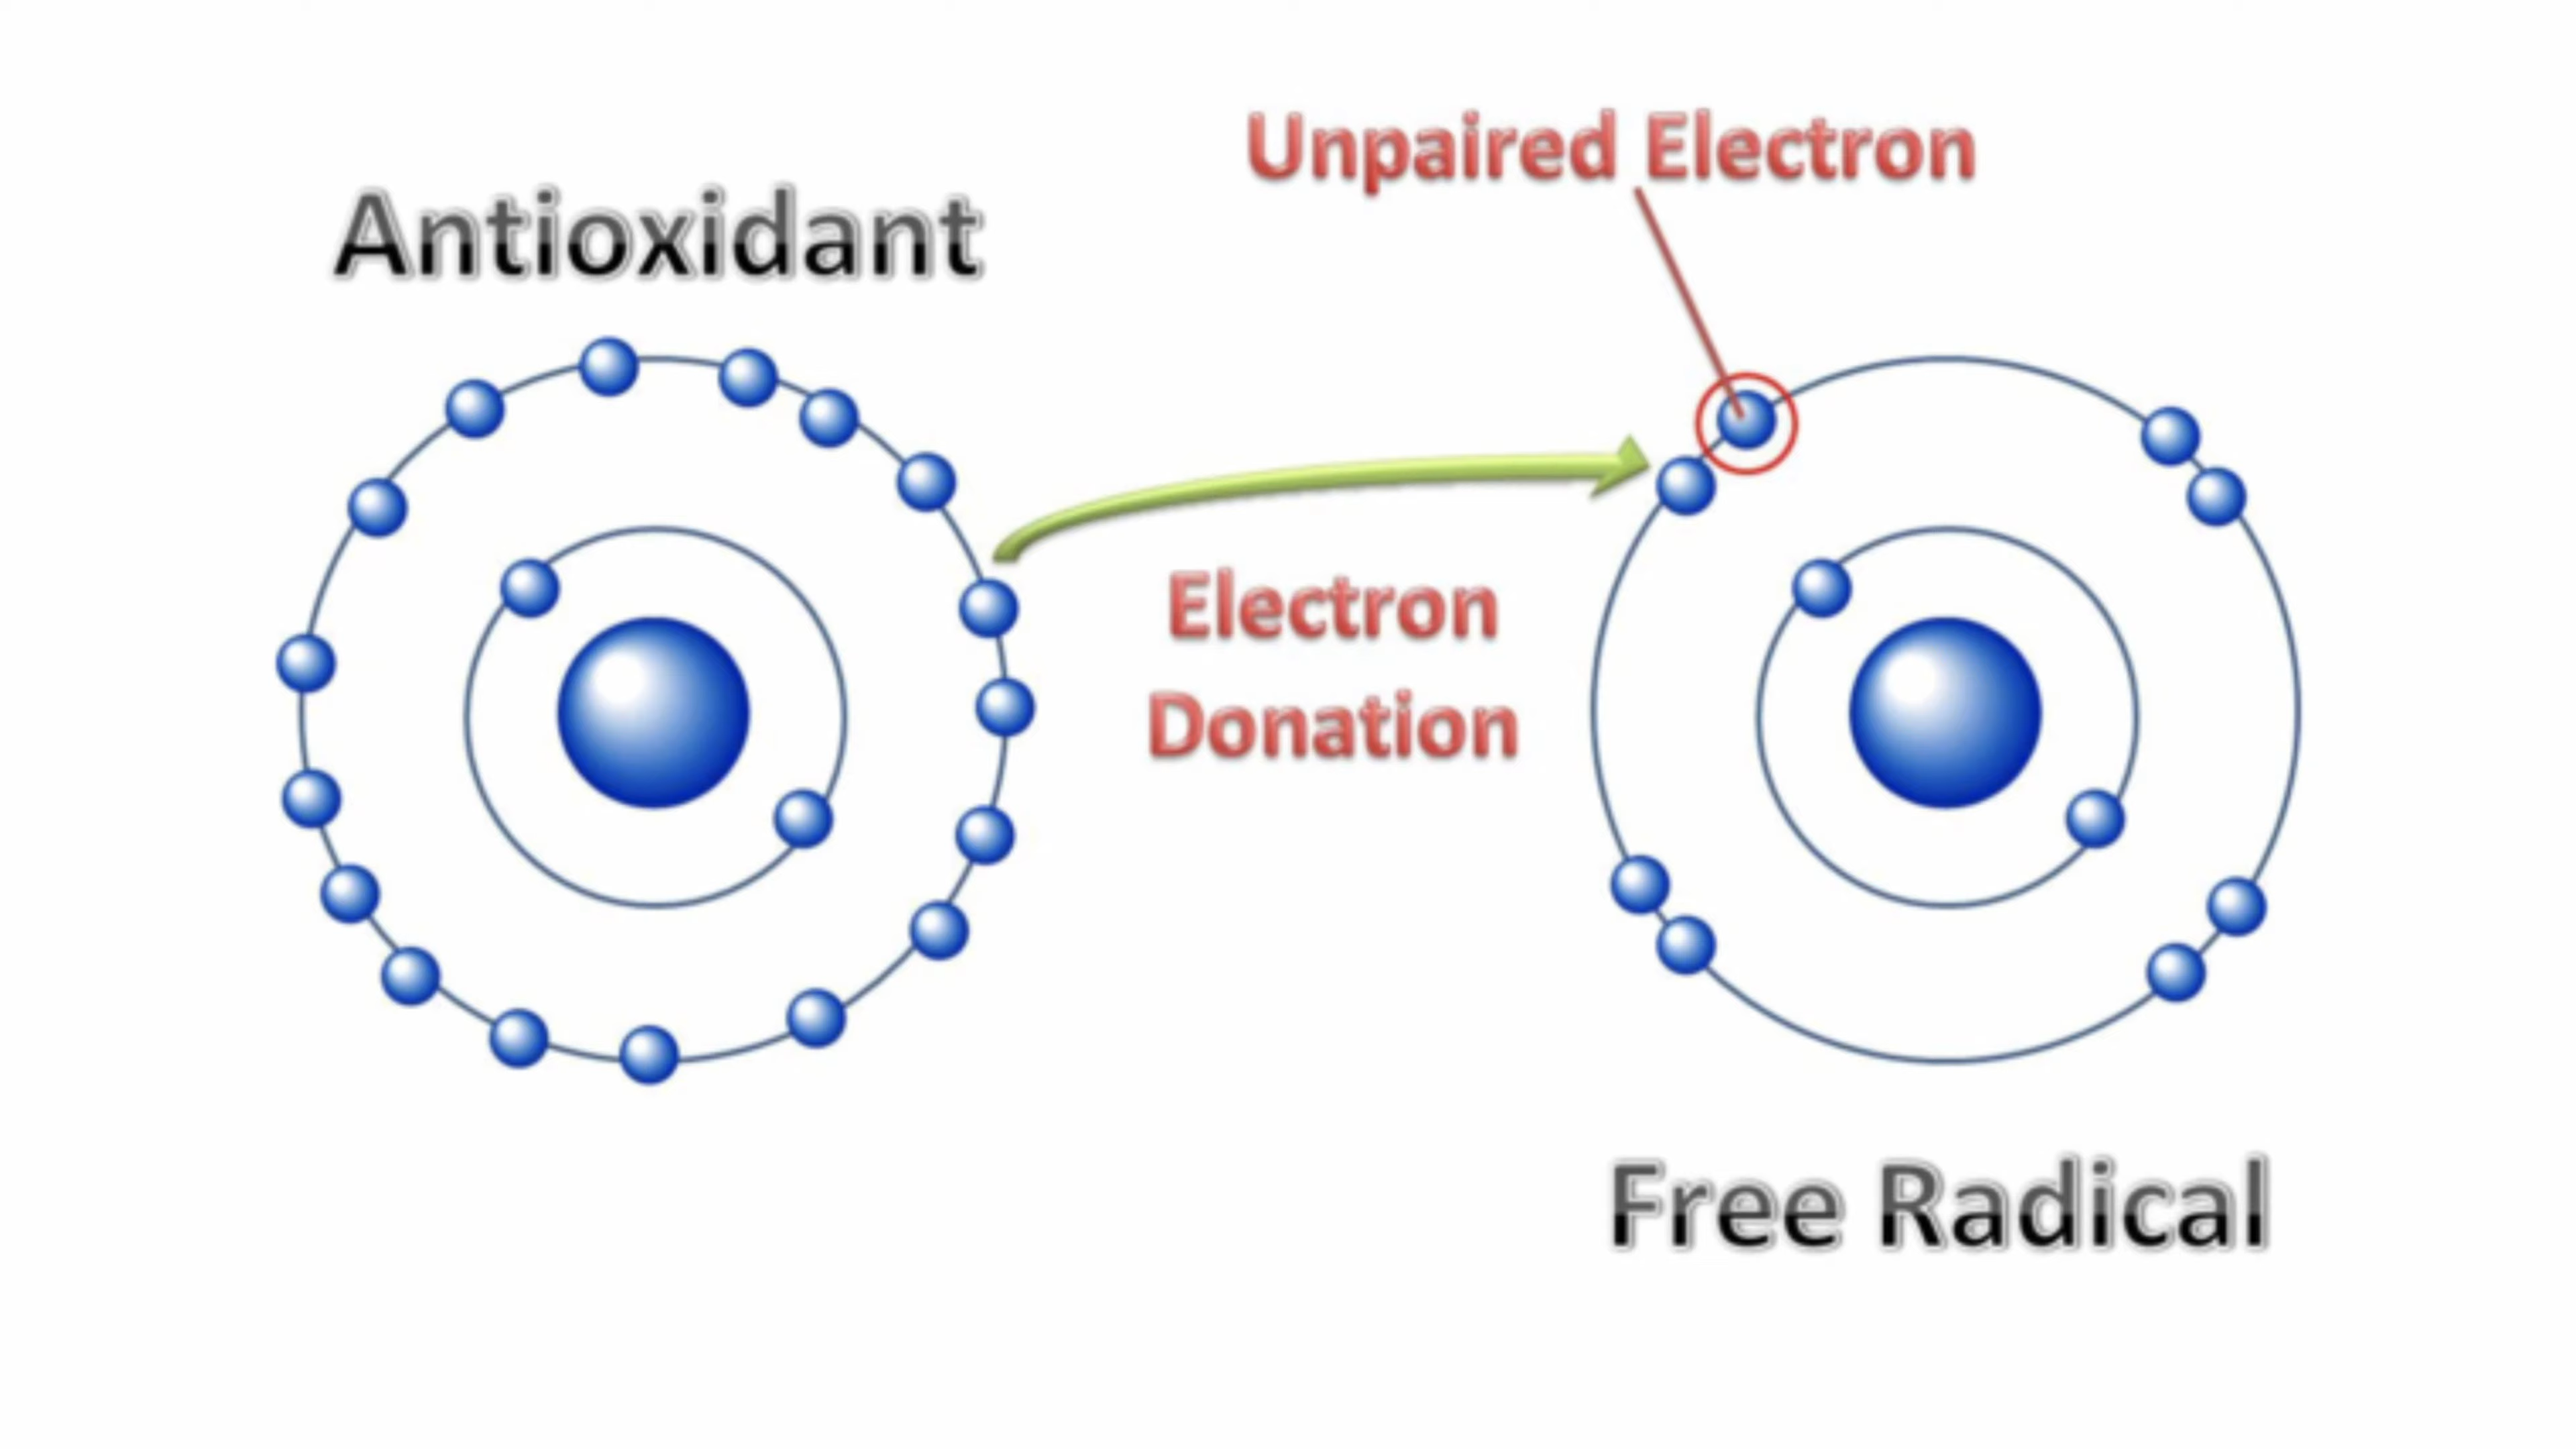 Unpaired Electron
Antioxidant
Electron
Donation
Free Radical